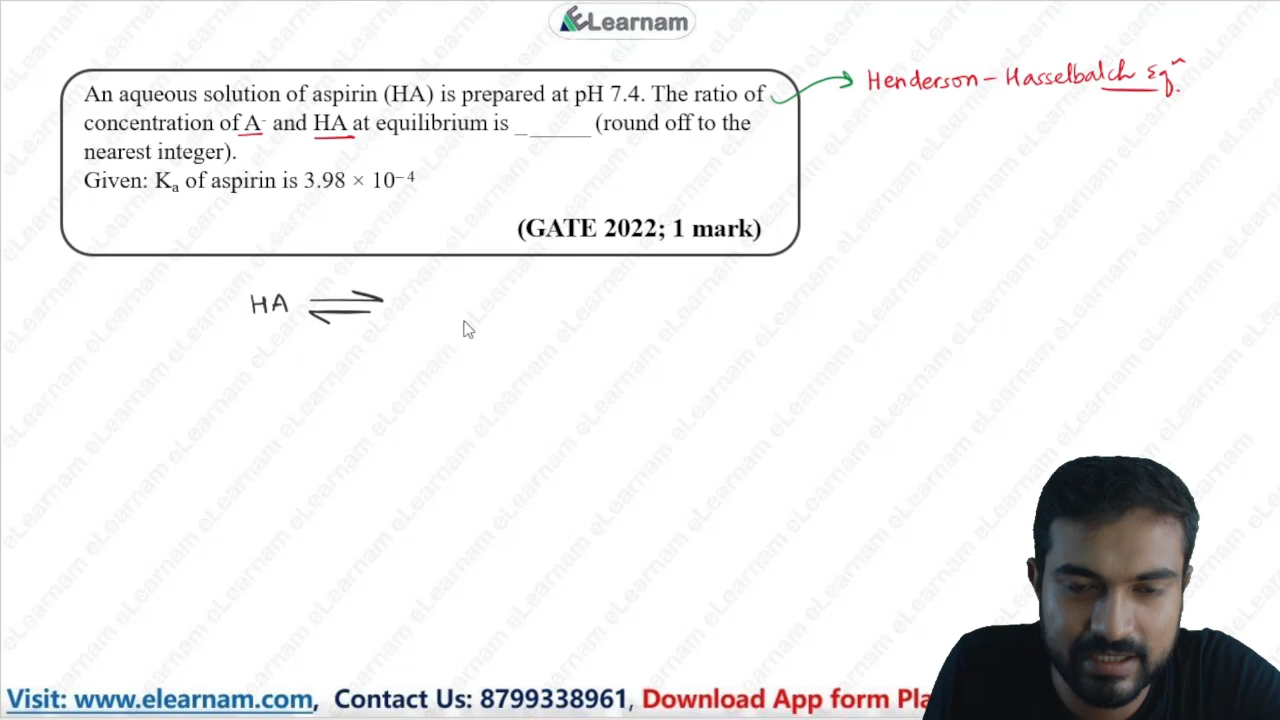 eLearnam
An aqueous solution of aspirin (HA) is prepared at pH 7.4. The ratio of
concentration of A⁻ and HA at equilibrium is _ ______ (round off to the
nearest integer).
Given: Kₐ of aspirin is 3.98 × 10⁻⁴
(GATE 2022; 1 mark)
Henderson - Hasselbalch Eqⁿ.
HA ⇌
Visit: www.elearnam.com, Contact Us: 8799338961, Download App form